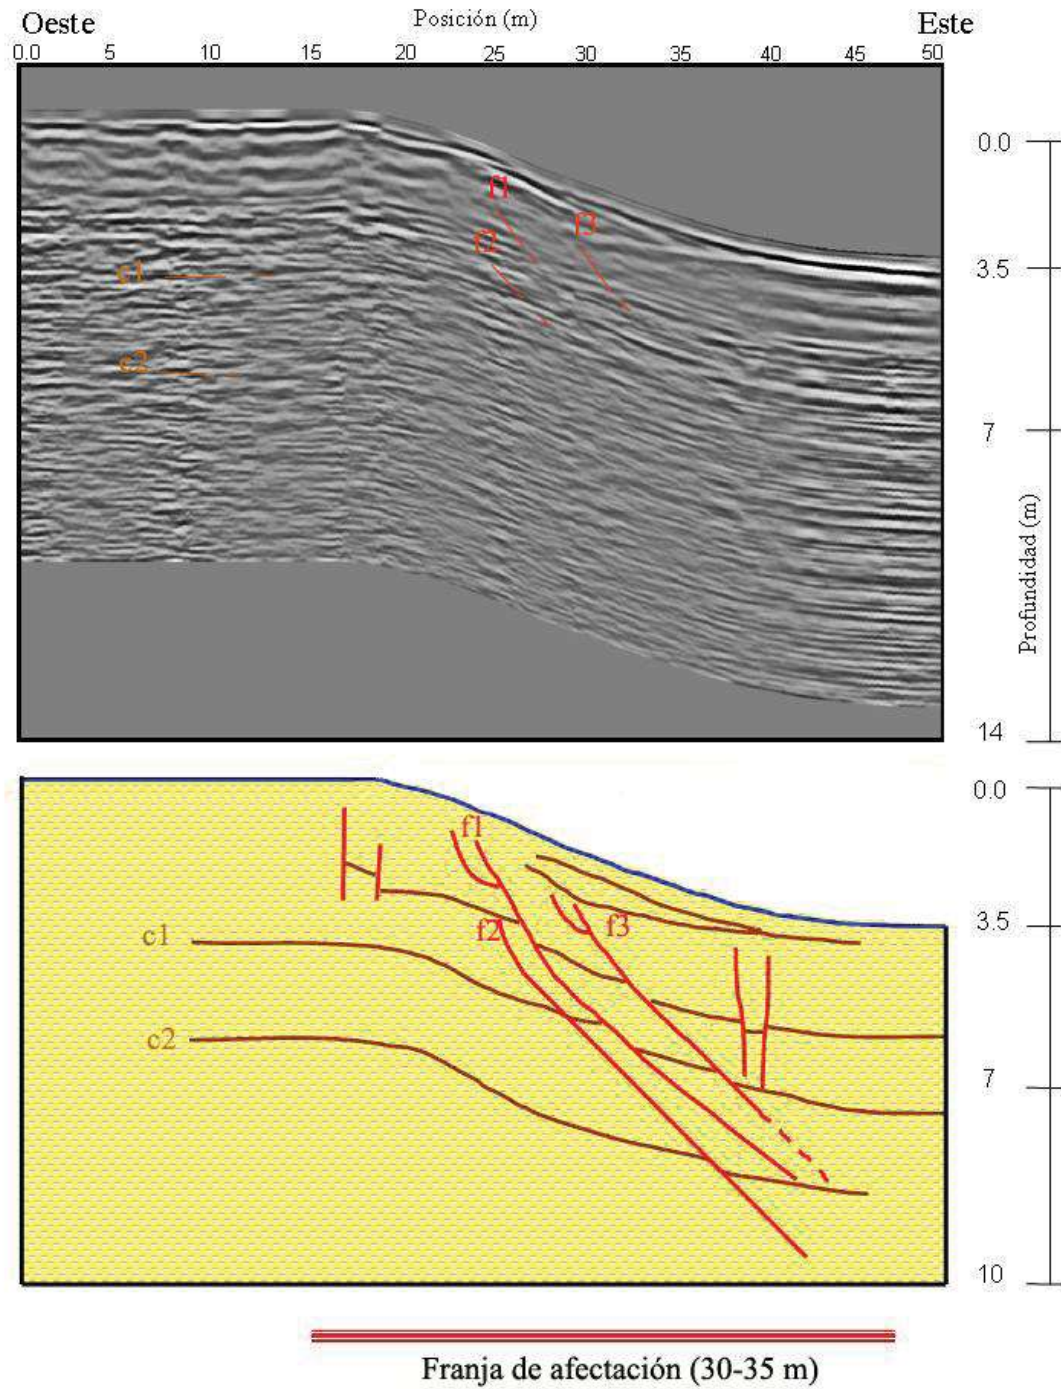 Oeste Posición (m) Este
0.0 5 10 15 20 25 30 35 40 45 50
0.0
f1
f3
f2
3.5
c1
c2
7
Profundidad (m)
14
0.0
f1
3.5
f2 f3
c1
c2
7
10
Franja de afectación (30-35 m)